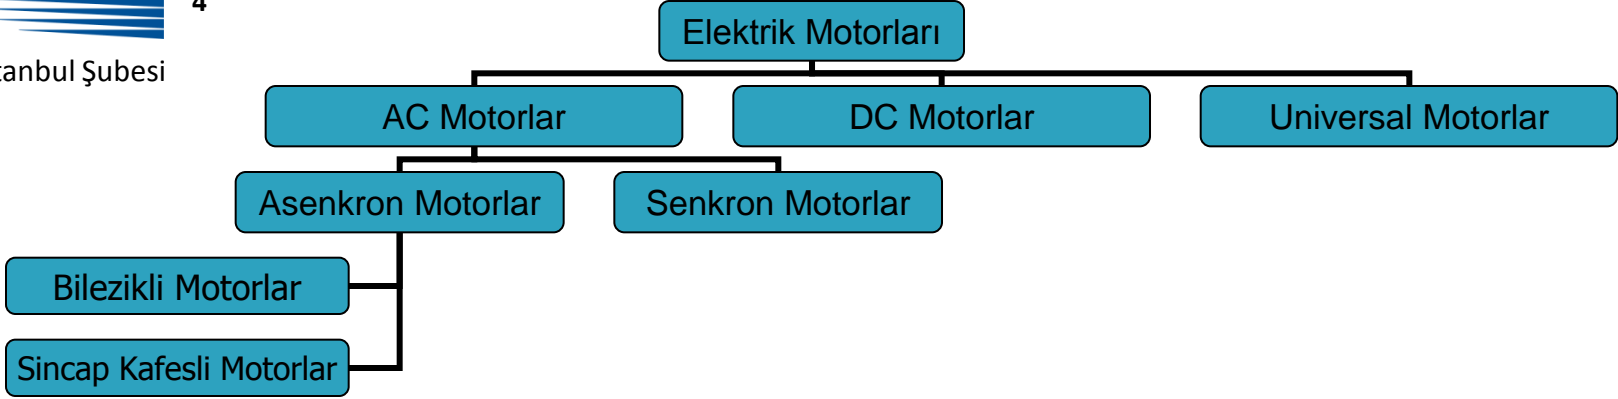 4
Elektrik Motorları
tanbul Şubesi
AC Motorlar
DC Motorlar
Universal Motorlar
Asenkron Motorlar
Senkron Motorlar
Bilezikli Motorlar
Sincap Kafesli Motorlar